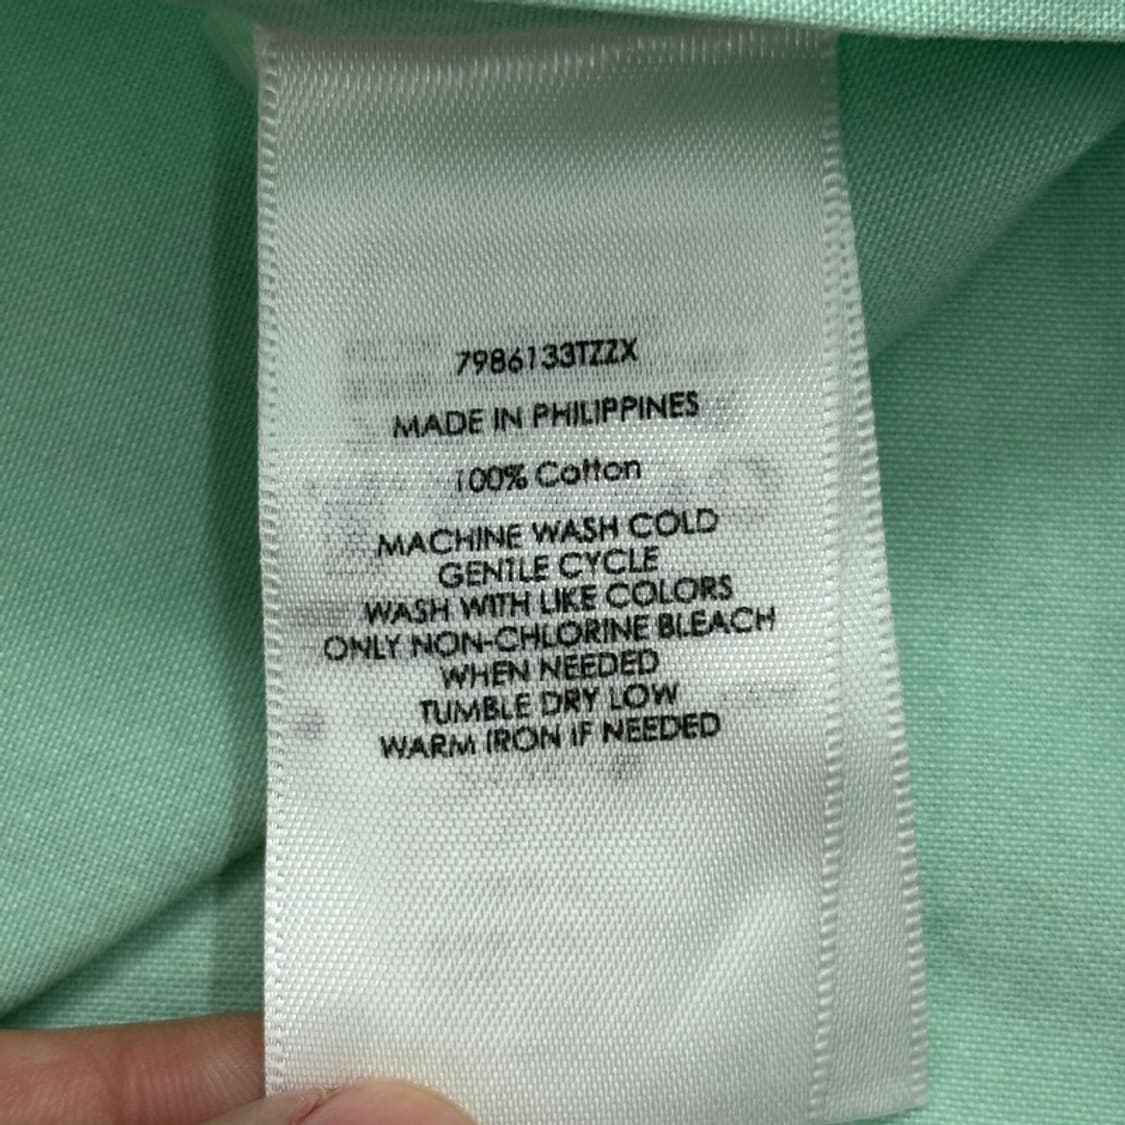 7986133TZZX
MADE IN PHILIPPINES
100% Cotton
MACHINE WASH COLD
GENTLE CYCLE
WASH WITH LIKE COLORS
ONLY NON-CHLORINE BLEACH
WHEN NEEDED
TUMBLE DRY LOW
WARM IRON IF NEEDED